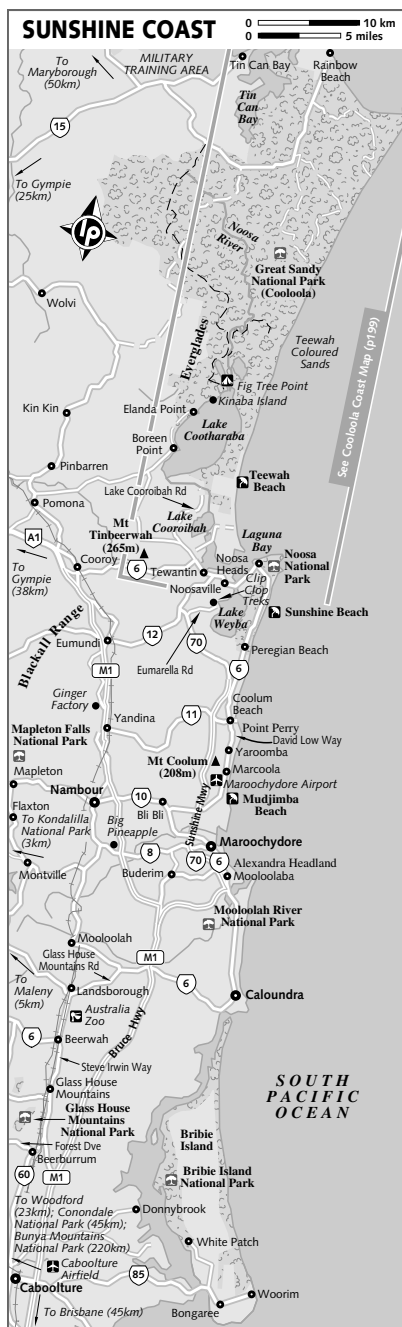 SUNSHINE COAST
0 10 km
0 5 miles
To
Maryborough
(50km)
MILITARY
TRAINING AREA
Tin Can Bay
Rainbow
Beach
Tin
Can
Bay
15
To Gympie
(25km)
lp
Noosa
River
Great Sandy
National Park
(Cooloola)
Wolvi
Teewah
Coloured
Sands
See Cooloola Coast Map (p199)
Everglades
Fig Tree Point
Kinaba Island
Kin Kin
Elanda Point
Lake
Cootharaba
Boreen
Point
Pinbarren
Teewah
Beach
Lake Cooroibah Rd
Pomona
Mt
Tinbeerwah
(265m)
Lake
Cooroibah
Laguna
Bay
A1
To
Gympie
(38km)
Cooroy
6
Tewantin
Noosa
Heads
Noosa
National
Park
Noosaville
Clip
Clop
Treks
Lake
Weyba
Sunshine Beach
Blackall Range
12
70
Eumundi
Eumarella Rd
Peregian Beach
M1
6
Ginger
Factory
11
Coolum
Beach
Yandina
Point Perry
David Low Way
Mapleton Falls
National Park
Mt Coolum
(208m)
Yaroomba
Marcoola
Mapleton
Maroochydore Airport
Nambour
10
Mudjimba
Beach
Flaxton
Bli Bli
Sunshine Mwy
To Kondalilla
National Park
(3km)
Big
Pineapple
8
Maroochydore
70
6
Alexandra Headland
Montville
Buderim
Mooloolaba
Mooloolah River
National Park
Mooloolah
M1
Glass House
Mountains Rd
To
Maleny
(5km)
Landsborough
6
Caloundra
Australia
Zoo
6
Beerwah
Bruce Hwy
Steve Irwin Way
Glass House
Mountains
SOUTH
PACIFIC
OCEAN
Glass House
Mountains
National Park
Bribie
Island
Forest Dve
Beerburrum
Bribie Island
National Park
60
M1
To Woodford
(23km); Conondale
National Park (45km);
Bunya Mountains
National Park (220km)
Donnybrook
White Patch
Caboolture
Airfield
85
Caboolture
Woorim
To Brisbane (45km)
Bongaree